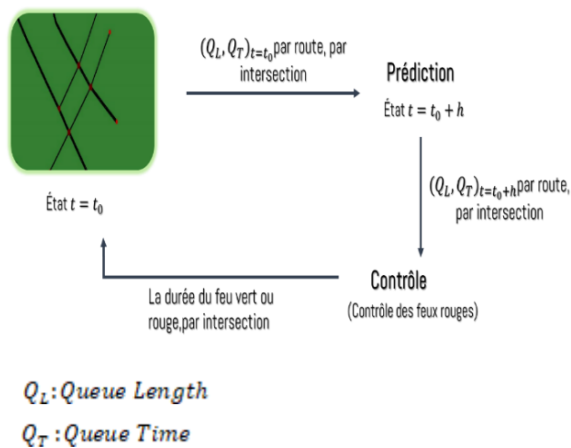 (Q_L, Q_T)_{t=t_0} par route, par
intersection
Prédiction
État t = t_0 + h
(Q_L, Q_T)_{t=t_0+h} par route,
par intersection
Contrôle
(Contrôle des feux rouges)
La durée du feu vert ou
rouge,par intersection
État t = t_0
Q_L: Queue Length
Q_T : Queue Time